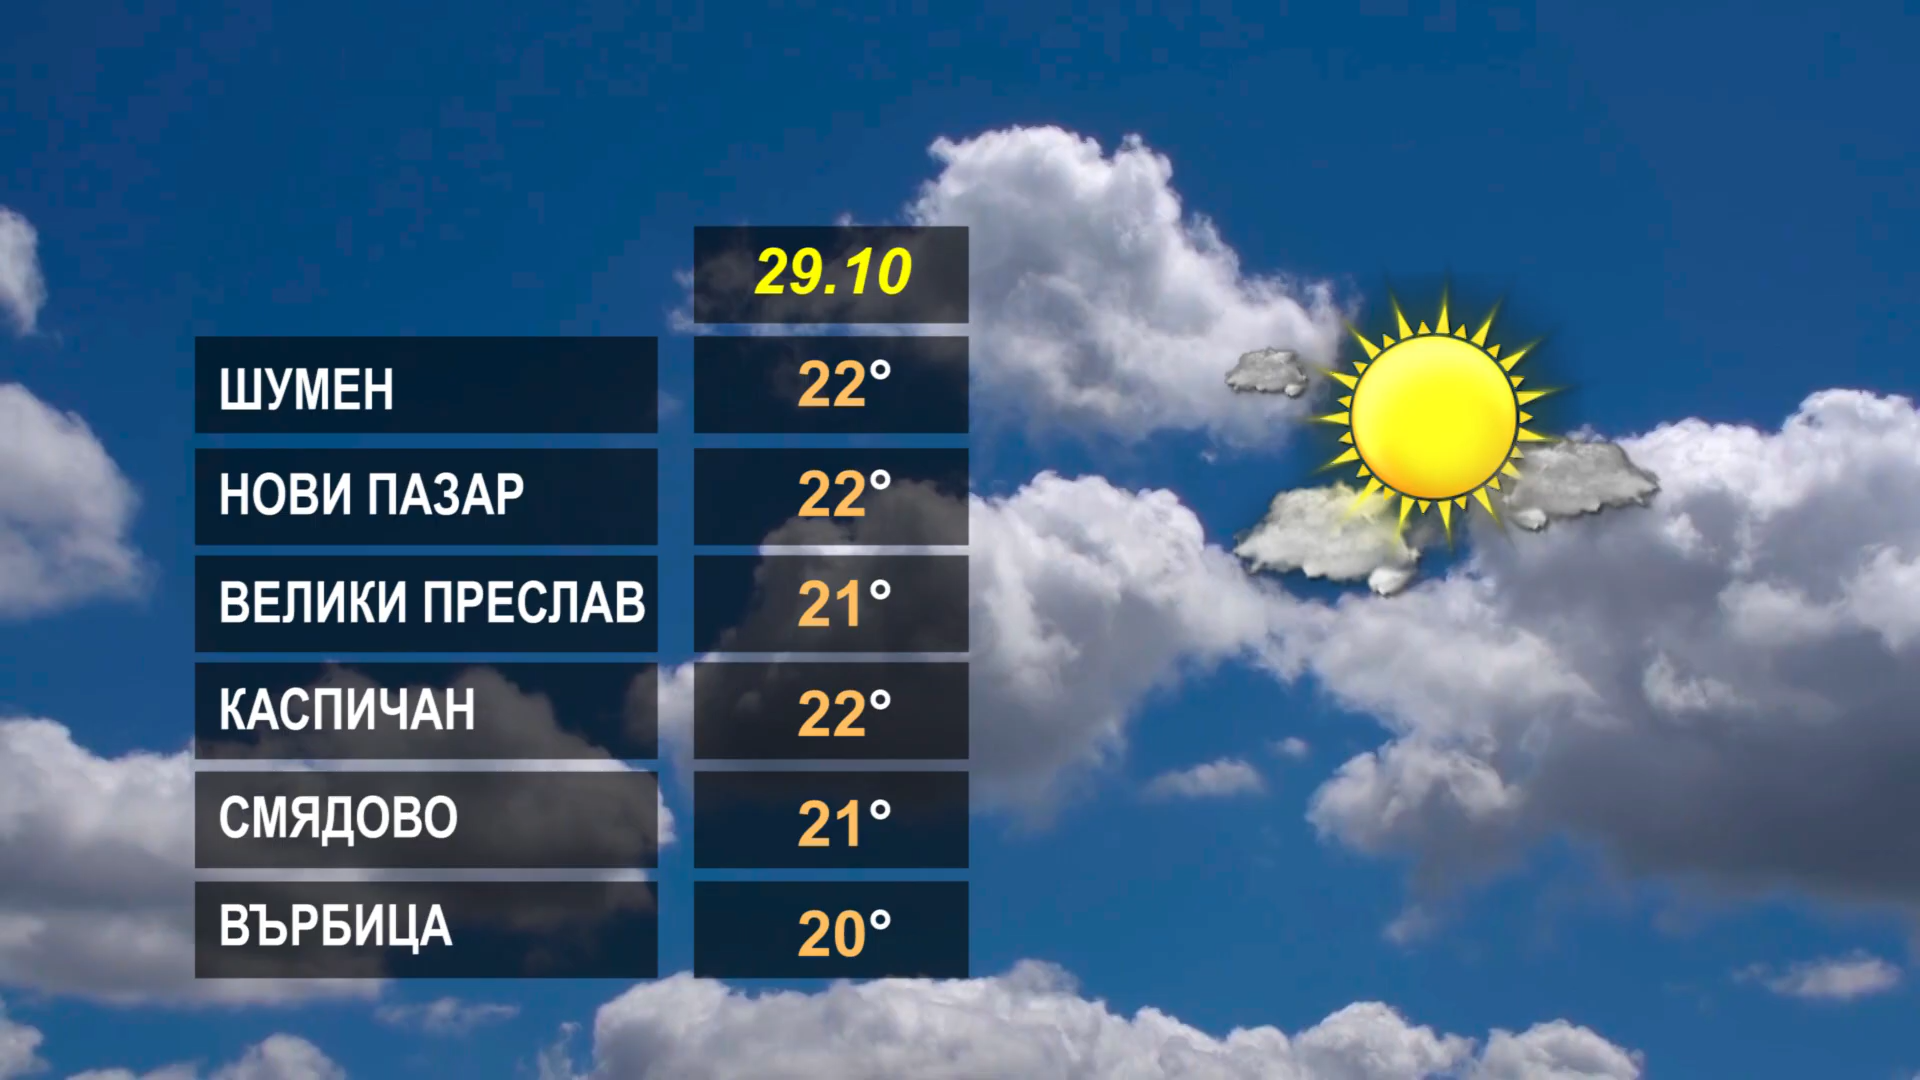 29.10
ШУМЕН 22°
НОВИ ПАЗАР 22°
ВЕЛИКИ ПРЕСЛАВ 21°
КАСПИЧАН 22°
СМЯДОВО 21°
ВЪРБИЦА 20°